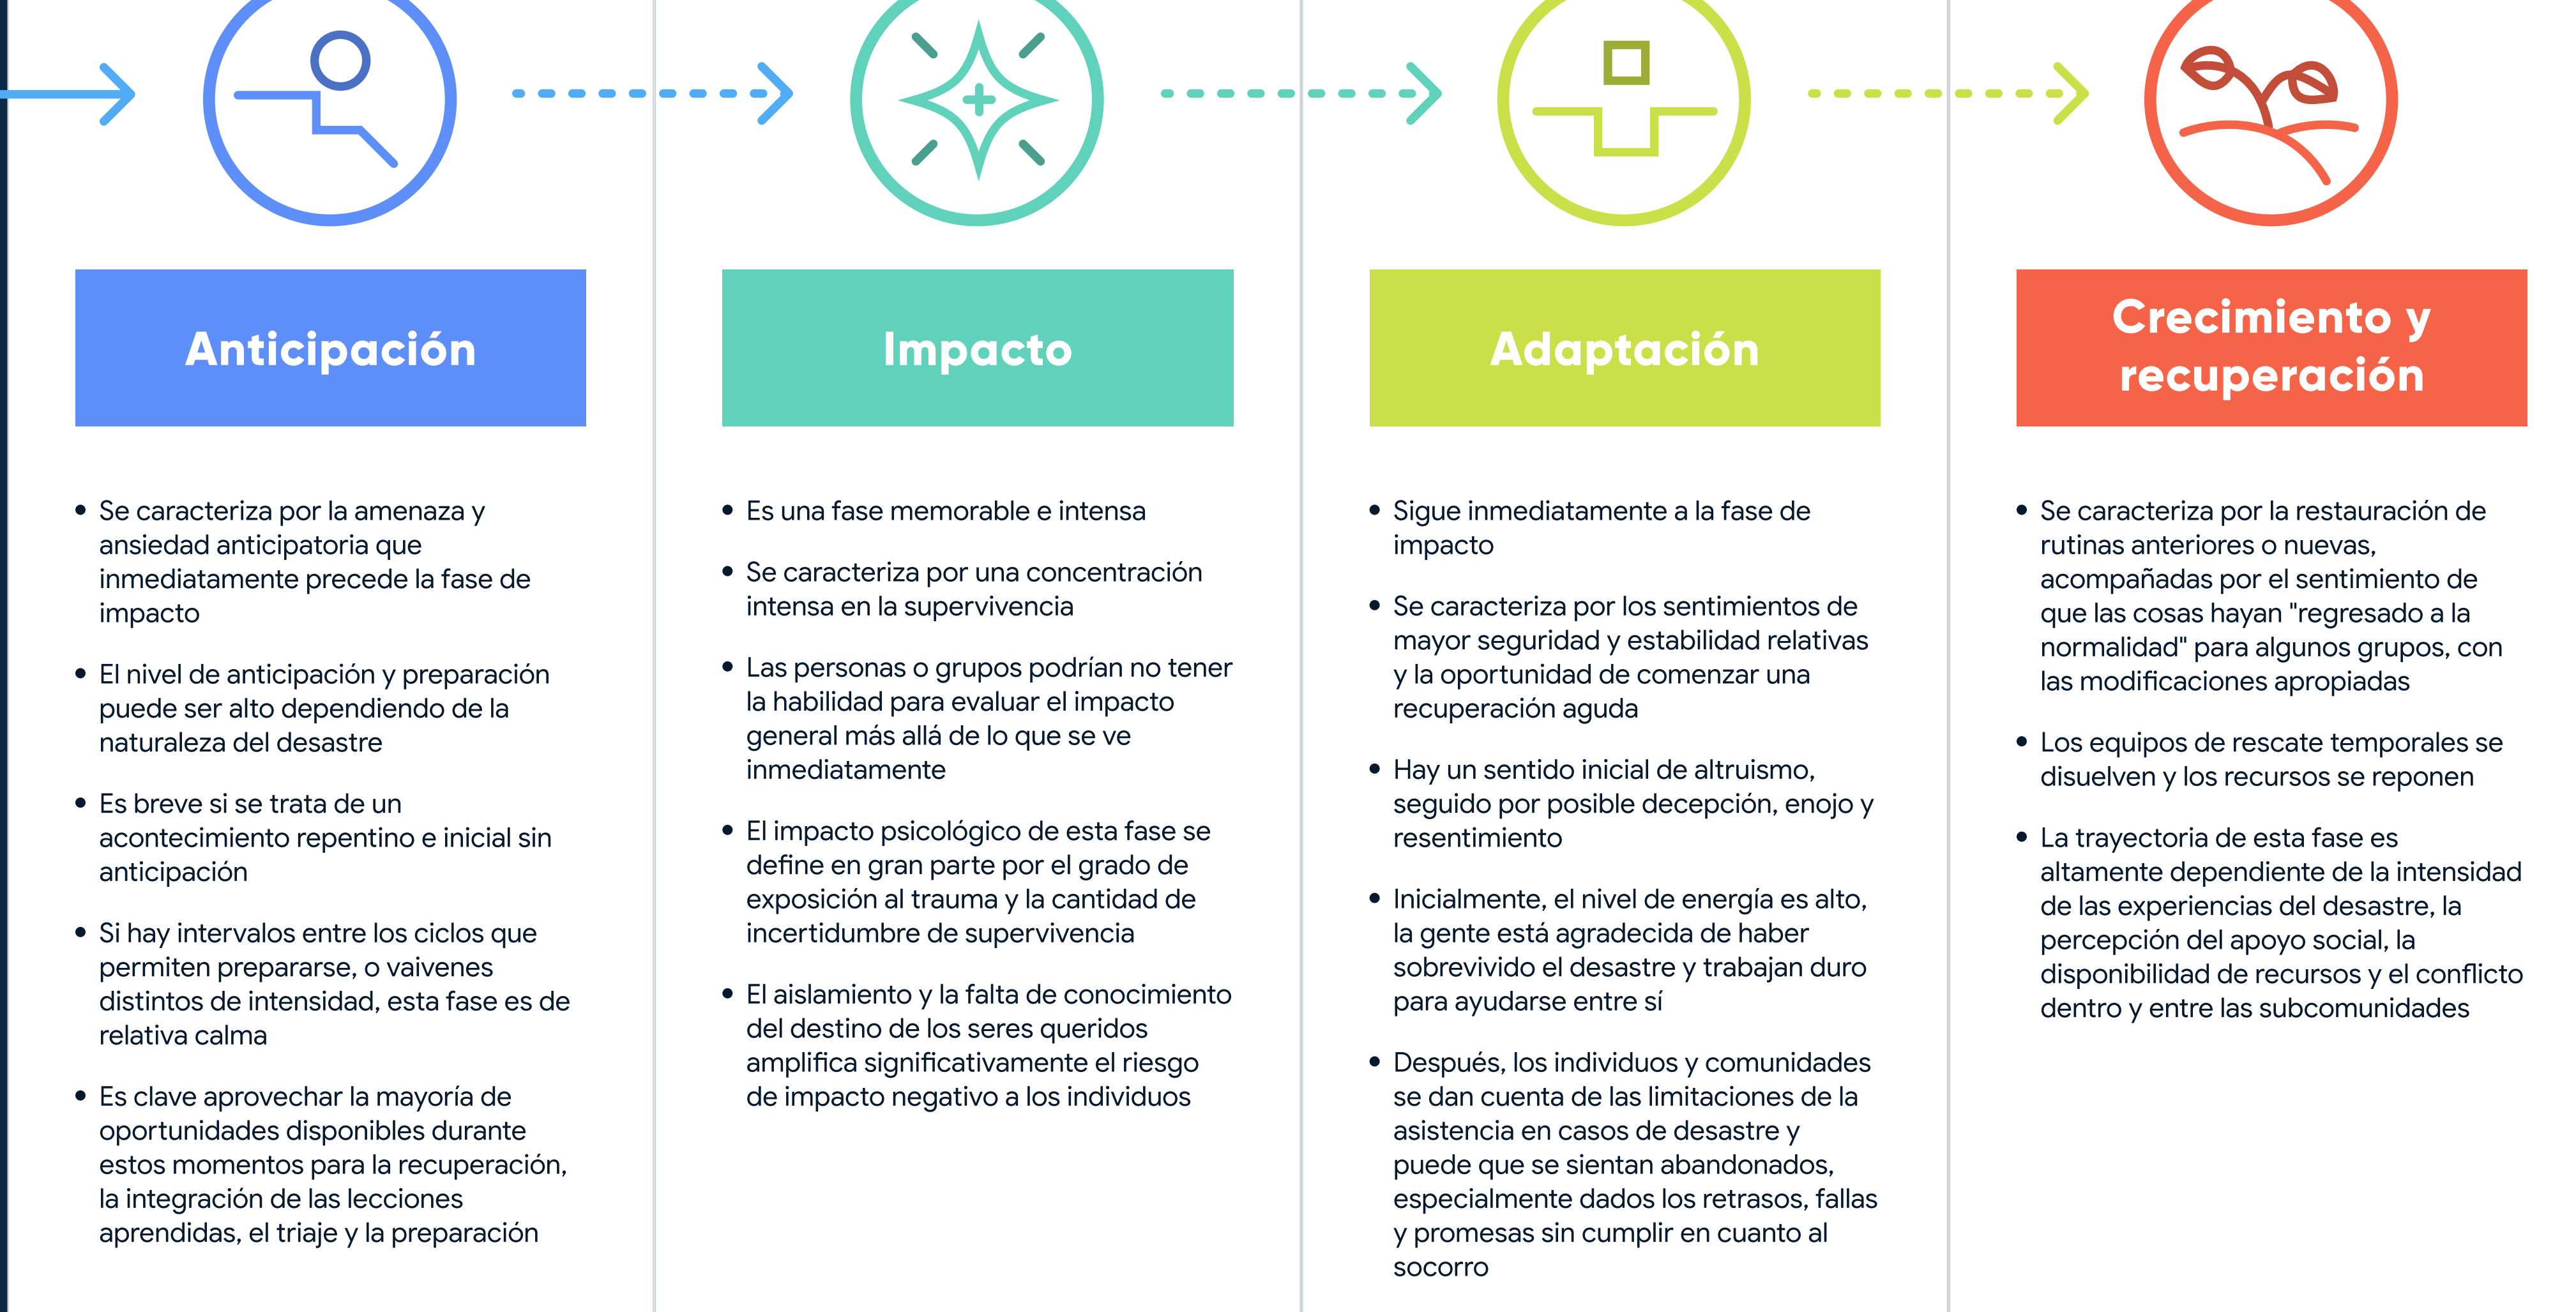 Anticipación
Se caracteriza por la amenaza y
ansiedad anticipatoria que
inmediatamente precede la fase de
impacto
El nivel de anticipación y preparación
puede ser alto dependiendo de la
naturaleza del desastre
Es breve si se trata de un
acontecimiento repentino e inicial sin
anticipación
Si hay intervalos entre los ciclos que
permiten prepararse, o vaivenes
distintos de intensidad, esta fase es de
relativa calma
Es clave aprovechar la mayoría de
oportunidades disponibles durante
estos momentos para la recuperación,
la integración de las lecciones
aprendidas, el triaje y la preparación
Impacto
Es una fase memorable e intensa
Se caracteriza por una concentración
intensa en la supervivencia
Las personas o grupos podrían no tener
la habilidad para evaluar el impacto
general más allá de lo que se ve
inmediatamente
El impacto psicológico de esta fase se
define en gran parte por el grado de
exposición al trauma y la cantidad de
incertidumbre de supervivencia
El aislamiento y la falta de conocimiento
del destino de los seres queridos
amplifica significativamente el riesgo
de impacto negativo a los individuos
Adaptación
Sigue inmediatamente a la fase de
impacto
Se caracteriza por los sentimientos de
mayor seguridad y estabilidad relativas
y la oportunidad de comenzar una
recuperación aguda
Hay un sentido inicial de altruismo,
seguido por posible decepción, enojo y
resentimiento
Inicialmente, el nivel de energía es alto,
la gente está agradecida de haber
sobrevivido el desastre y trabajan duro
para ayudarse entre sí
Después, los individuos y comunidades
se dan cuenta de las limitaciones de la
asistencia en casos de desastre y
puede que se sientan abandonados,
especialmente dados los retrasos, fallas
y promesas sin cumplir en cuanto al
socorro
Crecimiento y
recuperación
Se caracteriza por la restauración de
rutinas anteriores o nuevas,
acompañadas por el sentimiento de
que las cosas hayan "regresado a la
normalidad" para algunos grupos, con
las modificaciones apropiadas
Los equipos de rescate temporales se
disuelven y los recursos se reponen
La trayectoria de esta fase es
altamente dependiente de la intensidad
de las experiencias del desastre, la
percepción del apoyo social, la
disponibilidad de recursos y el conflicto
dentro y entre las subcomunidades